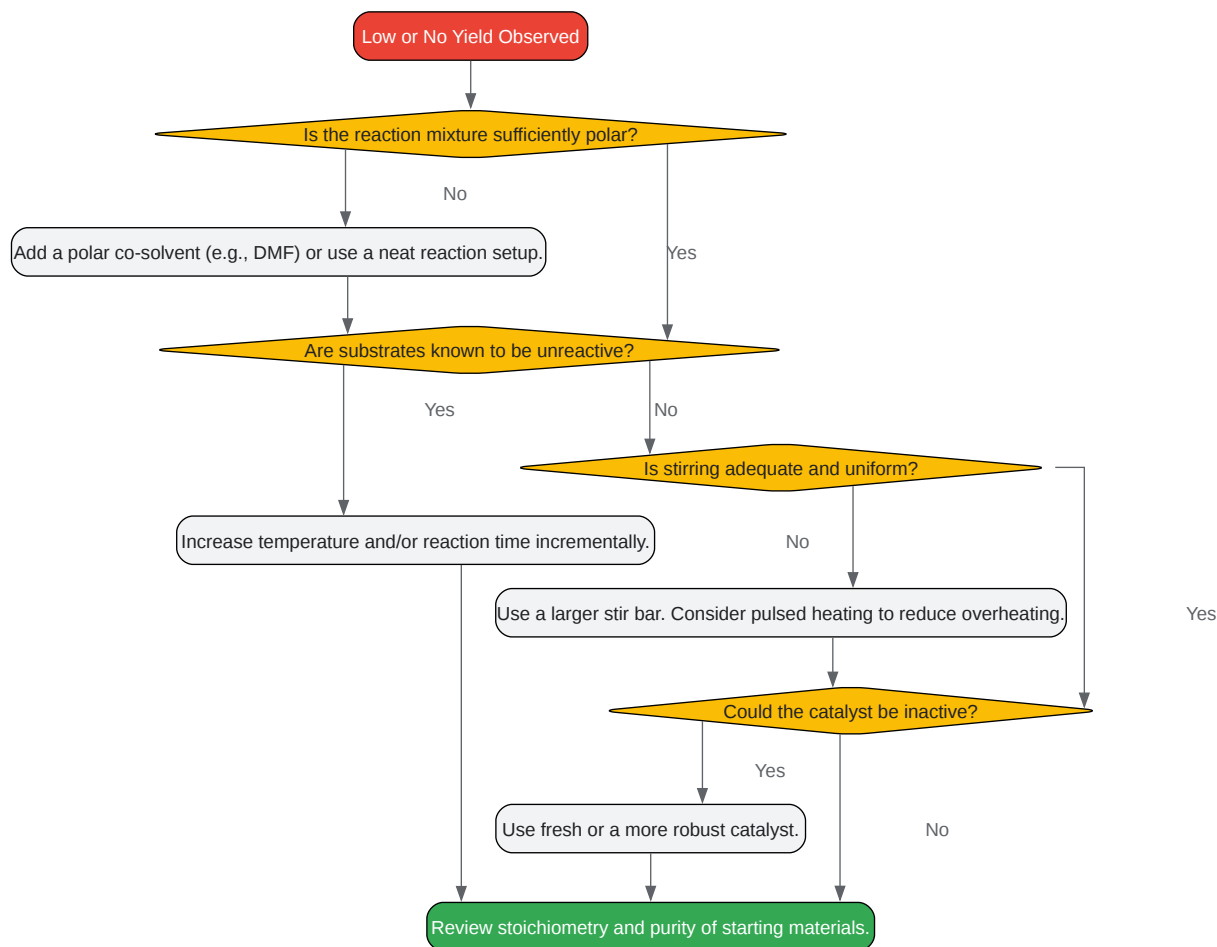 Low or No Yield Observed
Is the reaction mixture sufficiently polar?
No
Add a polar co-solvent (e.g., DMF) or use a neat reaction setup.
Yes
Are substrates known to be unreactive?
Yes
No
Is stirring adequate and uniform?
Increase temperature and/or reaction time incrementally.
No
Use a larger stir bar. Consider pulsed heating to reduce overheating.
Yes
Could the catalyst be inactive?
Yes
Use fresh or a more robust catalyst.
No
Review stoichiometry and purity of starting materials.